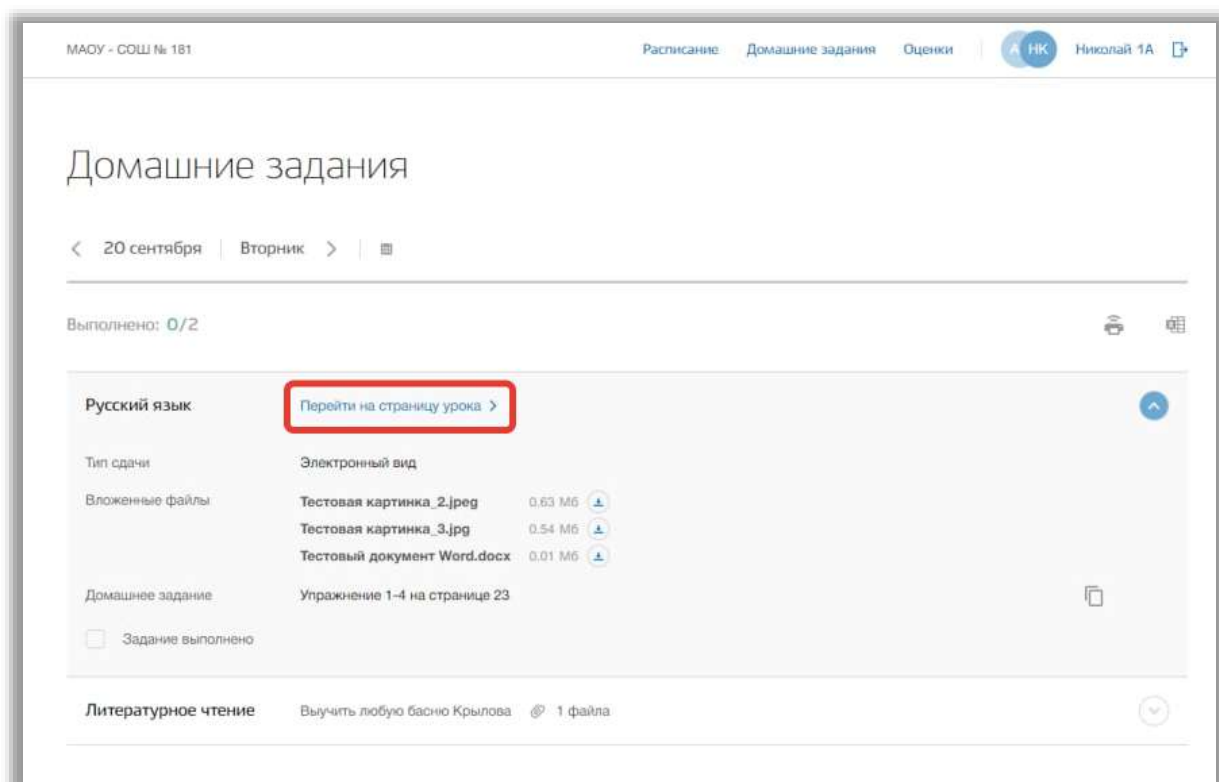 МАОУ - СОШ № 181 Расписание Домашние задания Оценки А НК Николай 1А
Домашние задания
20 сентября Вторник
Выполнено: 0/2
Русский язык Перейти на страницу урока
Тип сдачи Электронный вид
Вложенные файлы Тестовая картинка_2.jpeg 0.63 Мб
Тестовая картинка_3.jpg 0.54 Мб
Тестовый документ Word.docx 0.01 Мб
Домашнее задание Упражнение 1-4 на странице 23
Задание выполнено
Литературное чтение Выучить любую басню Крылова 1 файла